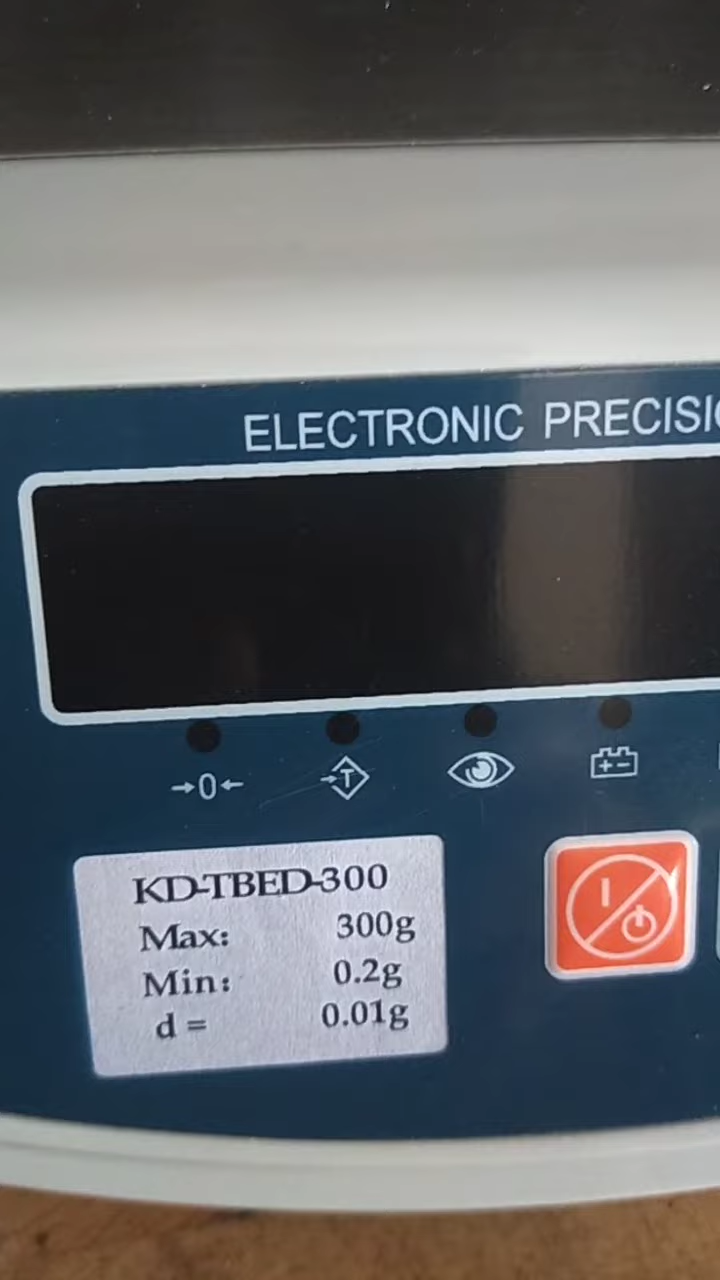 ELECTRONIC
→0←
→T
KD-TBED-300
Max: 300g
Min: 0.2g
d = 0.01g